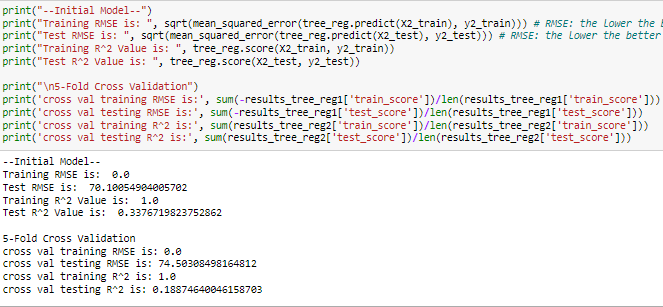 print("--Initial Model--")
print("Training RMSE is: ", sqrt(mean_squared_error(tree_reg.predict(X2_train), y2_train))) # RMSE: the Lower the b
print("Test RMSE is: ", sqrt(mean_squared_error(tree_reg.predict(X2_test), y2_test))) # RMSE: the Lower the better
print("Training R^2 Value is: ", tree_reg.score(X2_train, y2_train))
print("Test R^2 Value is: ", tree_reg.score(X2_test, y2_test))
print("\n5-Fold Cross Validation")
print('cross val training RMSE is:', sum(-results_tree_reg1['train_score'])/len(results_tree_reg1['train_score']))
print('cross val testing RMSE is:', sum(-results_tree_reg1['test_score'])/len(results_tree_reg1['test_score']))
print('cross val training R^2 is:', sum(results_tree_reg2['train_score'])/len(results_tree_reg2['train_score']))
print('cross val testing R^2 is:', sum(results_tree_reg2['test_score'])/len(results_tree_reg2['test_score']))
--Initial Model--
Training RMSE is:  0.0
Test RMSE is:  70.10054904005702
Training R^2 Value is:  1.0
Test R^2 Value is:  0.3376719823752862
5-Fold Cross Validation
cross val training RMSE is: 0.0
cross val testing RMSE is: 74.50308498164812
cross val training R^2 is: 1.0
cross val testing R^2 is: 0.18874640046158703